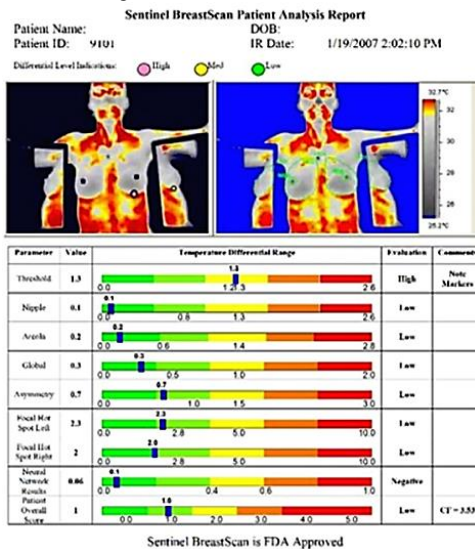 Sentinel BreastScan Patient Analysis Report
Patient Name: DOB:
Patient ID: 9101 IR Date: 1/19/2007 2:02:10 PM
Differential Level Indications: High Med Low
32.7°C
32
30
28
26
Parameter Value Temperature Differential Range Evaluation Comments
Threshold 1.3 1.3 0.0 1.2 1.3 2.6 High Note Markers
Nipple 0.1 0.1 0.0 0.8 1.3 2.6 Low
Areola 0.2 0.2 0.0 0.6 1.4 2.8 Low
Global 0.3 0.3 0.0 0.5 1.0 2.0 Low
Asymmetry 0.7 0.7 0.0 1.0 1.5 3.0 Low
Focal Hot Spot Left 2.3 2.3 0.0 2.8 5.0 10.0 Low
Focal Hot Spot Right 2 2.0 0.0 2.8 5.0 10.0 Low
Neural Network Results 0.06 0.1 0.0 0.4 0.6 1.0 Negative
Patient Overall Score 1 1.0 0.0 1.0 2.0 3.0 4.0 5.0 Low CT = 3.53
Sentinel BreastScan is FDA Approved